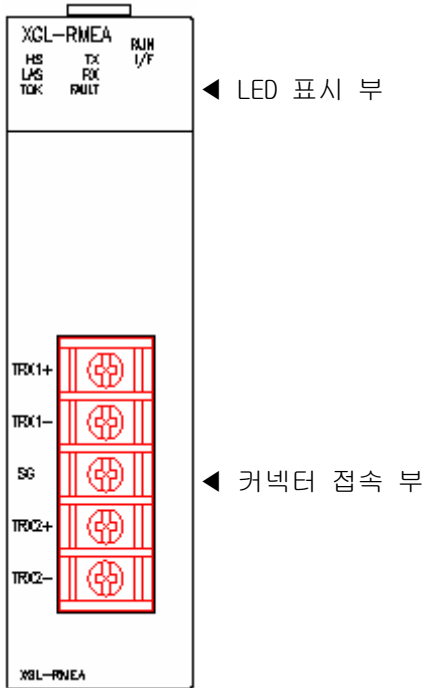 XGL-RMEA
RUN
HS TX I/F
LAS RX
TOK FAULT
◀ LED 표시 부
TRX1+
TRX1-
SG
◀ 커넥터 접속 부
TRX2+
TRX2-
XGL-RMEA